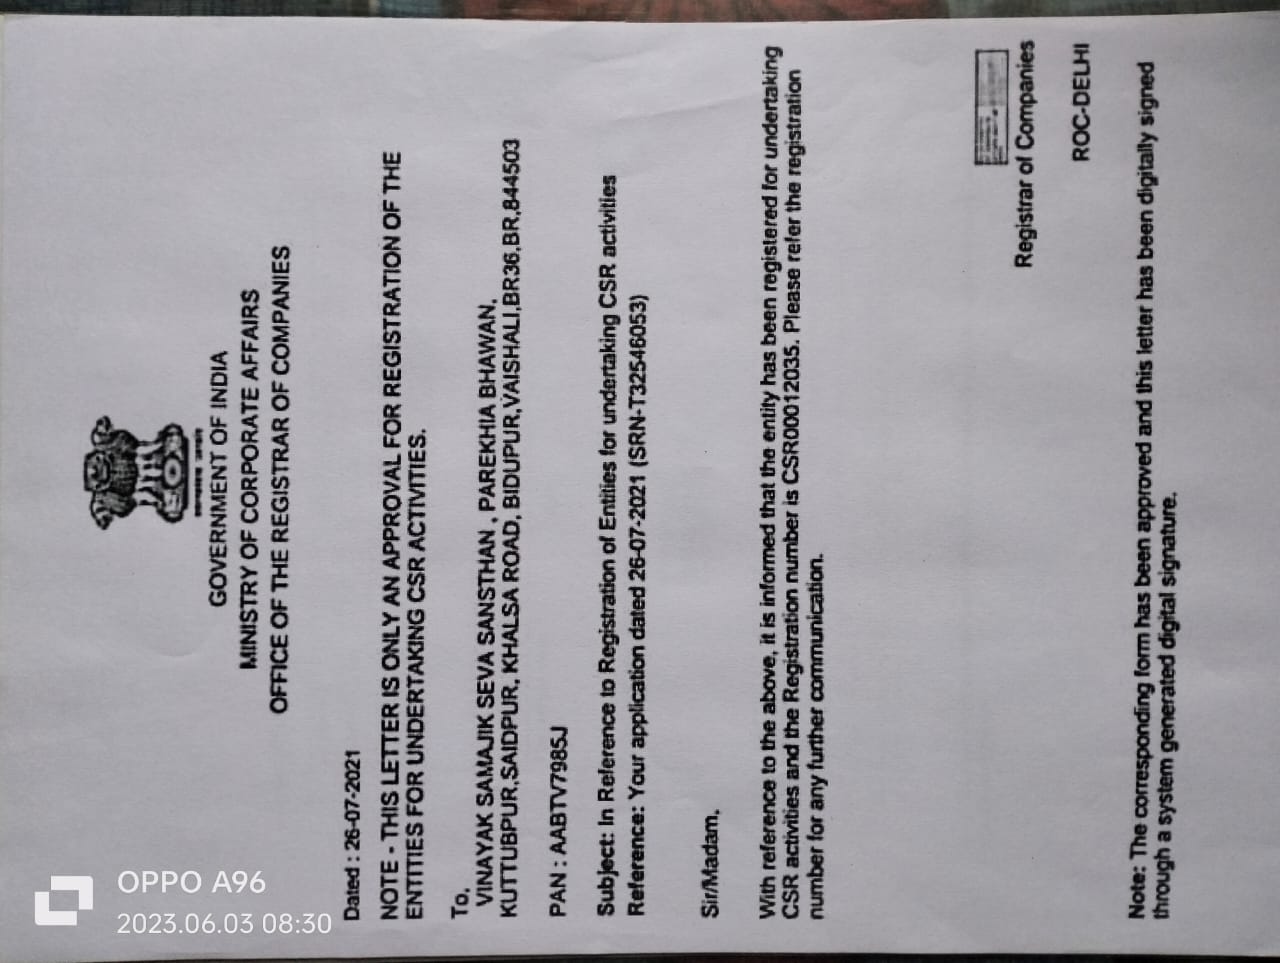 GOVERNMENT OF INDIA
MINISTRY OF CORPORATE AFFAIRS
OFFICE OF THE REGISTRAR OF COMPANIES
Dated : 26-07-2021
NOTE - THIS LETTER IS ONLY AN APPROVAL FOR REGISTRATION OF THE
ENTITIES FOR UNDERTAKING CSR ACTIVITIES.
To,
VINAYAK SAMAJIK SEVA SANSTHAN , PAREKHIA BHAWAN,
KUTTUBPUR,SAIDPUR, KHALSA ROAD, BIDUPUR,VAISHALI,BR36,BR,844503
PAN : AABTV7985J
Subject: In Reference to Registration of Entities for undertaking CSR activities
Reference: Your application dated 26-07-2021 (SRN-T32546053)
Sir/Madam,
With reference to the above, it is informed that the entity has been registered for undertaking
CSR activities and the Registration number is CSR00012035. Please refer the registration
number for any further communication.
Registrar of Companies
ROC-DELHI
Note: The corresponding form has been approved and this letter has been digitally signed
through a system generated digital signature.
OPPO A96
2023.06.03 08:30